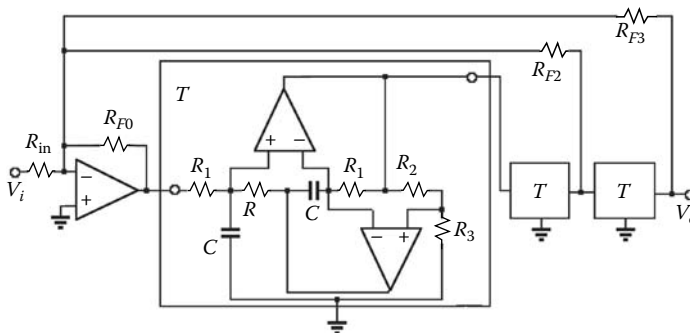 R_F3
R_F2
T
R_F0
R_in
V_i
− +
+ −
R_1 R R_1 R_2
C
C
− +
R_3
T T